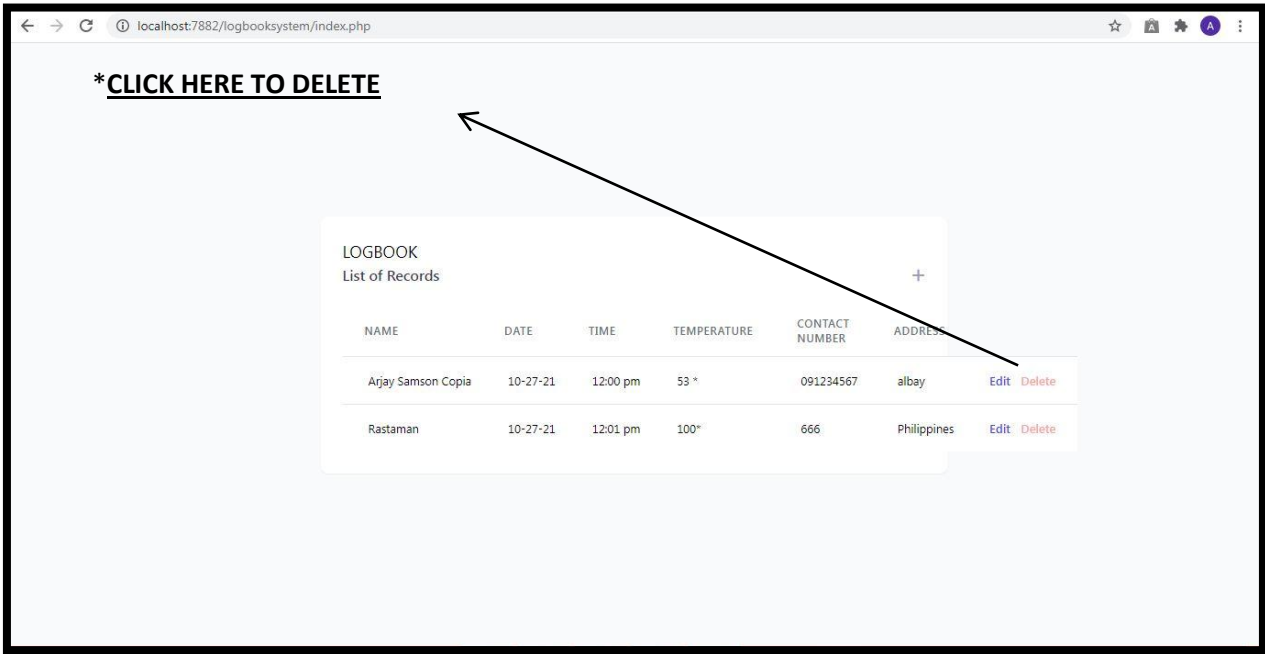 localhost:7882/logbooksystem/index.php
A
A
*CLICK HERE TO DELETE
LOGBOOK
List of Records
+
NAME DATE TIME TEMPERATURE CONTACT NUMBER ADDRESS
Arjay Samson Copia 10-27-21 12:00 pm 53 * 091234567 albay Edit Delete
Rastaman 10-27-21 12:01 pm 100* 666 Philippines Edit Delete